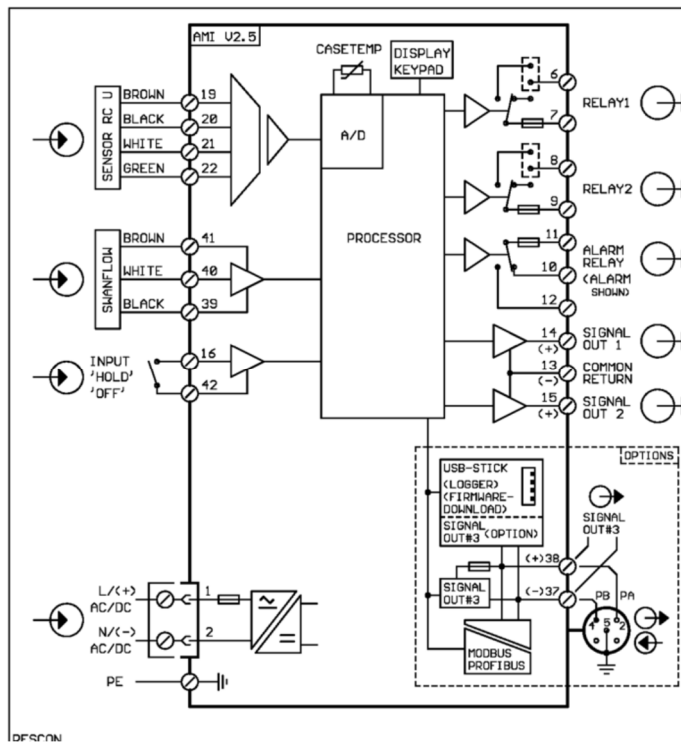 AMI V2.5
CASETEMP
DISPLAY
KEYPAD
SENSOR RC U
BROWN 19
BLACK 20
WHITE 21
GREEN 22
A/D
PROCESSOR
6
7
RELAY1
8
9
RELAY2
SWANFLOW
BROWN 41
WHITE 40
BLACK 39
11
10
12
ALARM
RELAY
(ALARM
SHOWN)
INPUT
'HOLD'
'OFF'
16
42
14
(+)
SIGNAL
OUT 1
13
(-)
COMMON
RETURN
15
(+)
SIGNAL
OUT 2
OPTIONS
USB-STICK
(LOGGER)
(FIRMWARE-
DOWNLOAD)
SIGNAL
OUT#3 (OPTION)
SIGNAL
OUT#3
(+)38
SIGNAL
OUT#3
(-)37
PB PA
4 5 2
MODBUS
PROFIBUS
L/(+)
AC/DC
1
N/(-)
AC/DC
2
PE